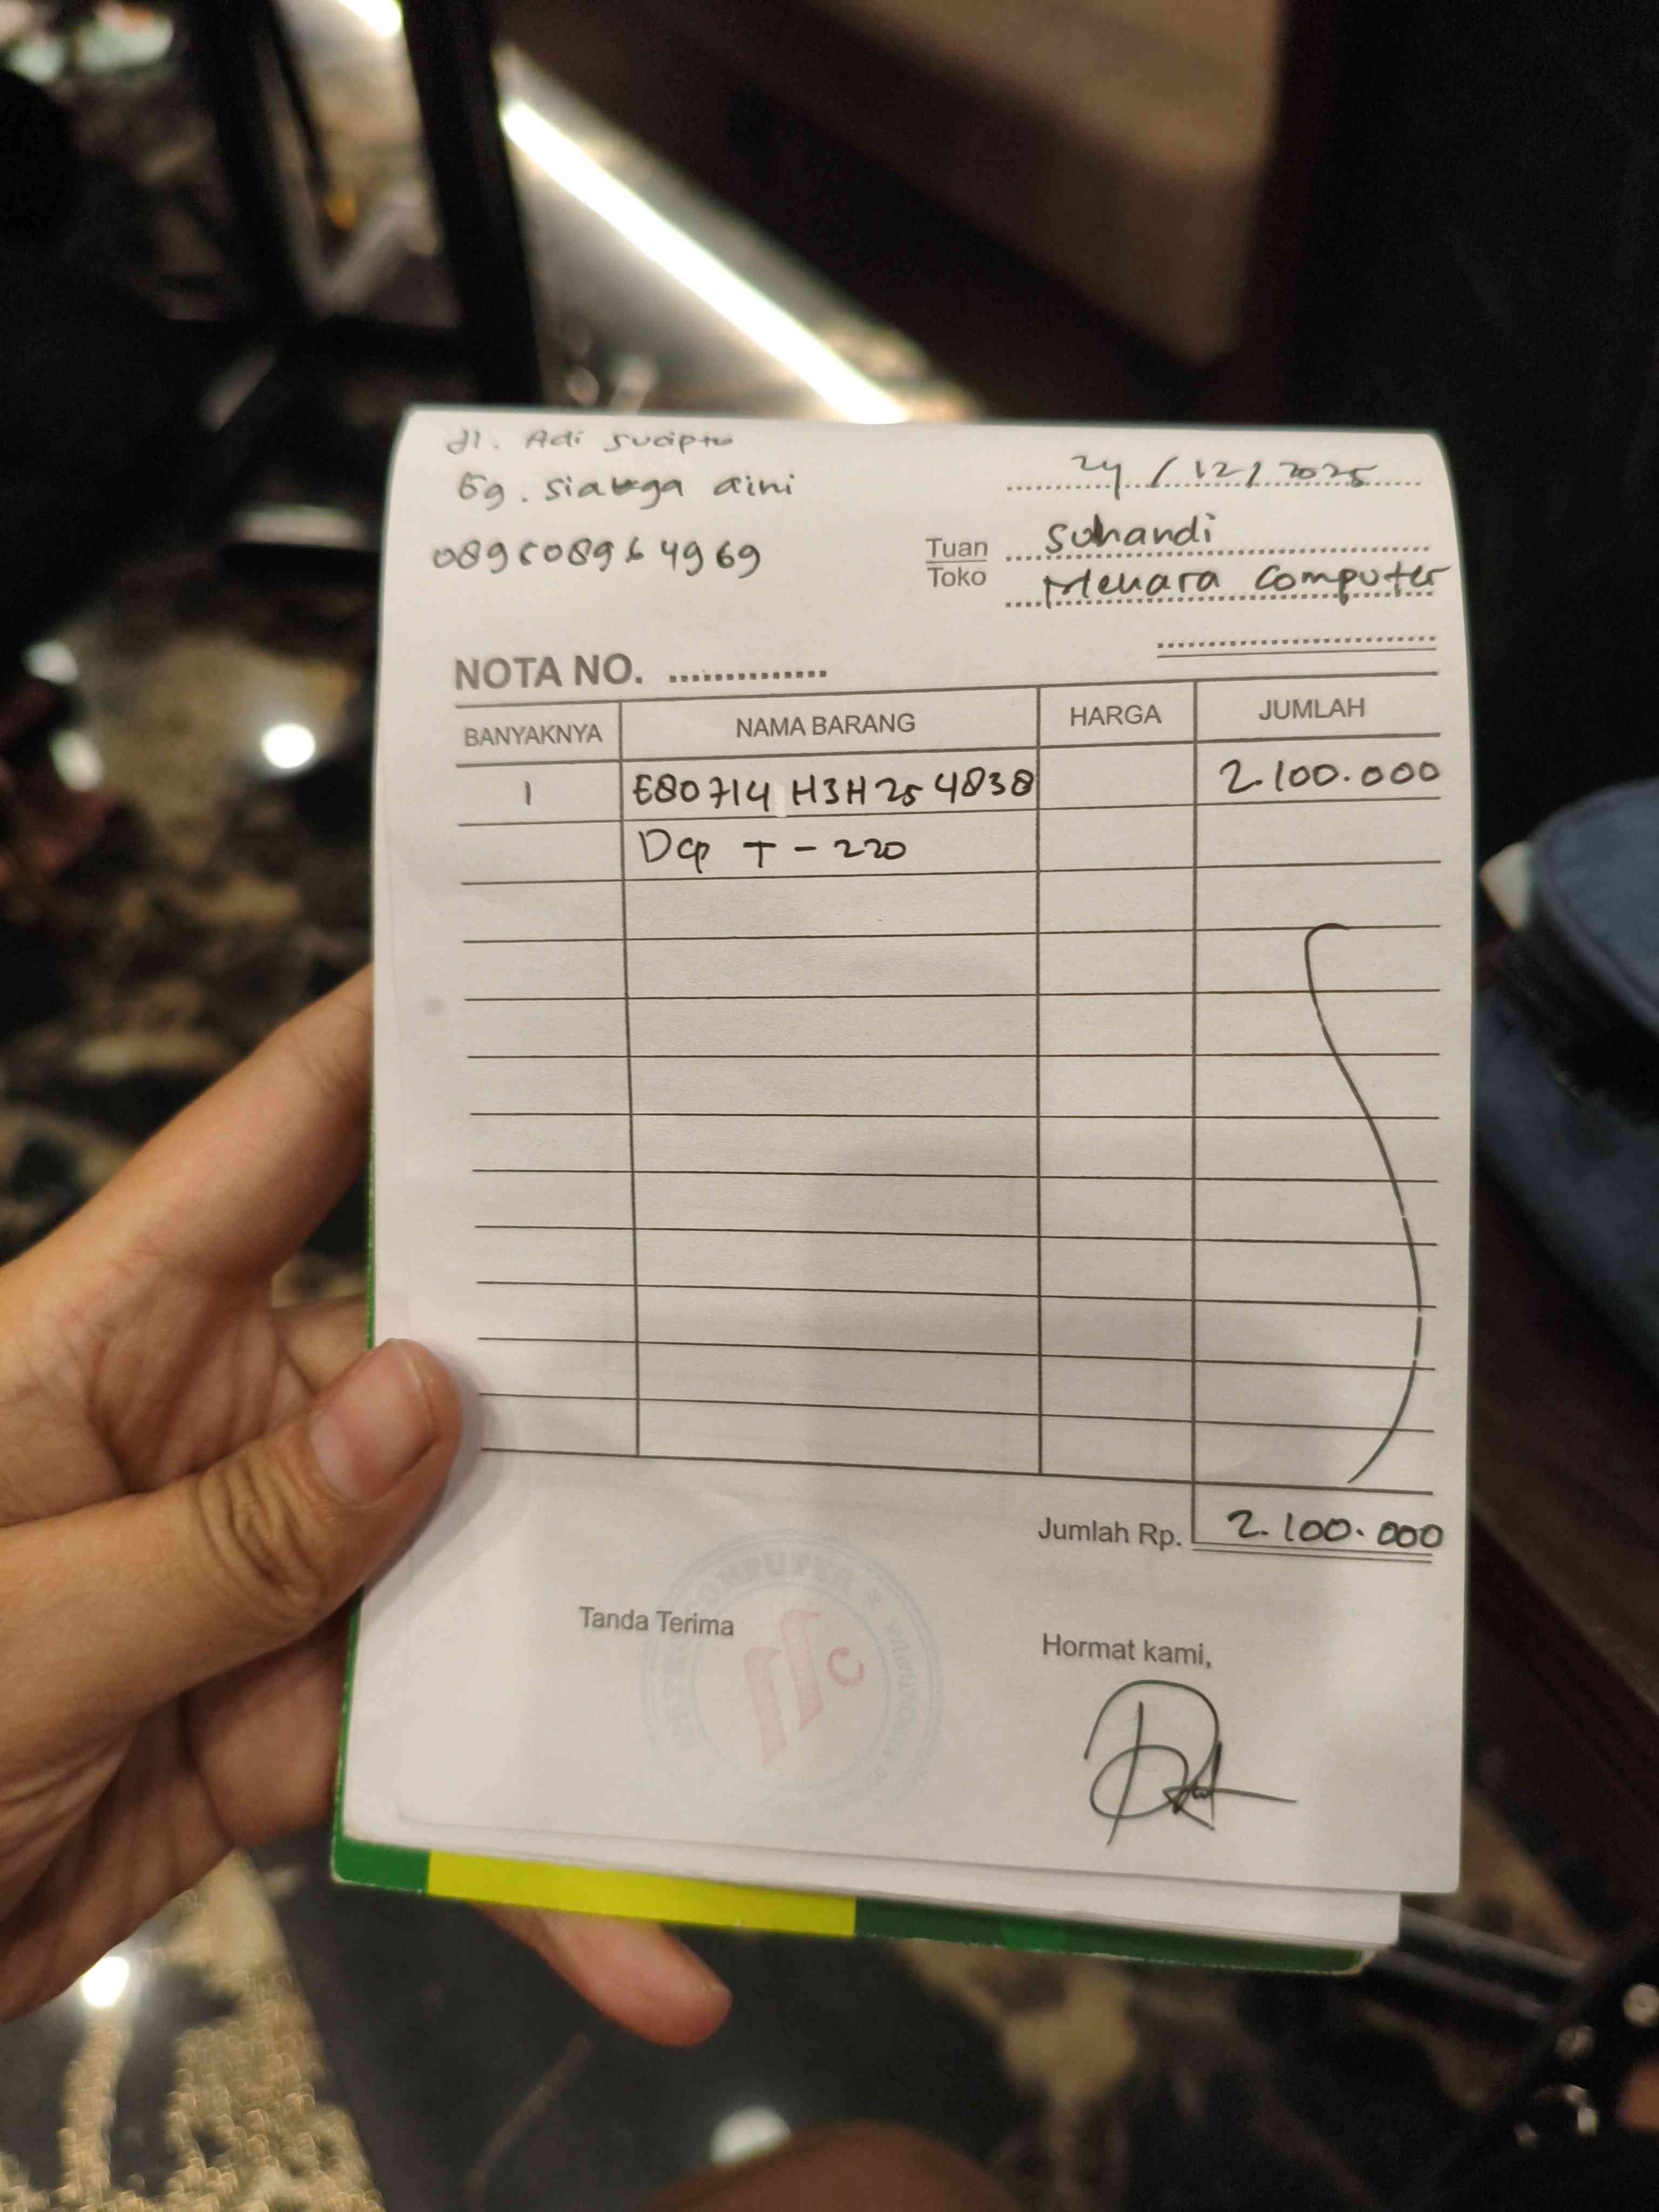 Jl. Adi Sucipto
Gg. siarga aini
089608964969
24/12/2025
Tuan Suhandi
Toko Menara Computer
NOTA NO. ..............
BANYAKNYA NAMA BARANG HARGA JUMLAH
1 E80714 H3H254838 2.100.000
Dcp T-220
Jumlah Rp. 2.100.000
Tanda Terima
Hormat kami,